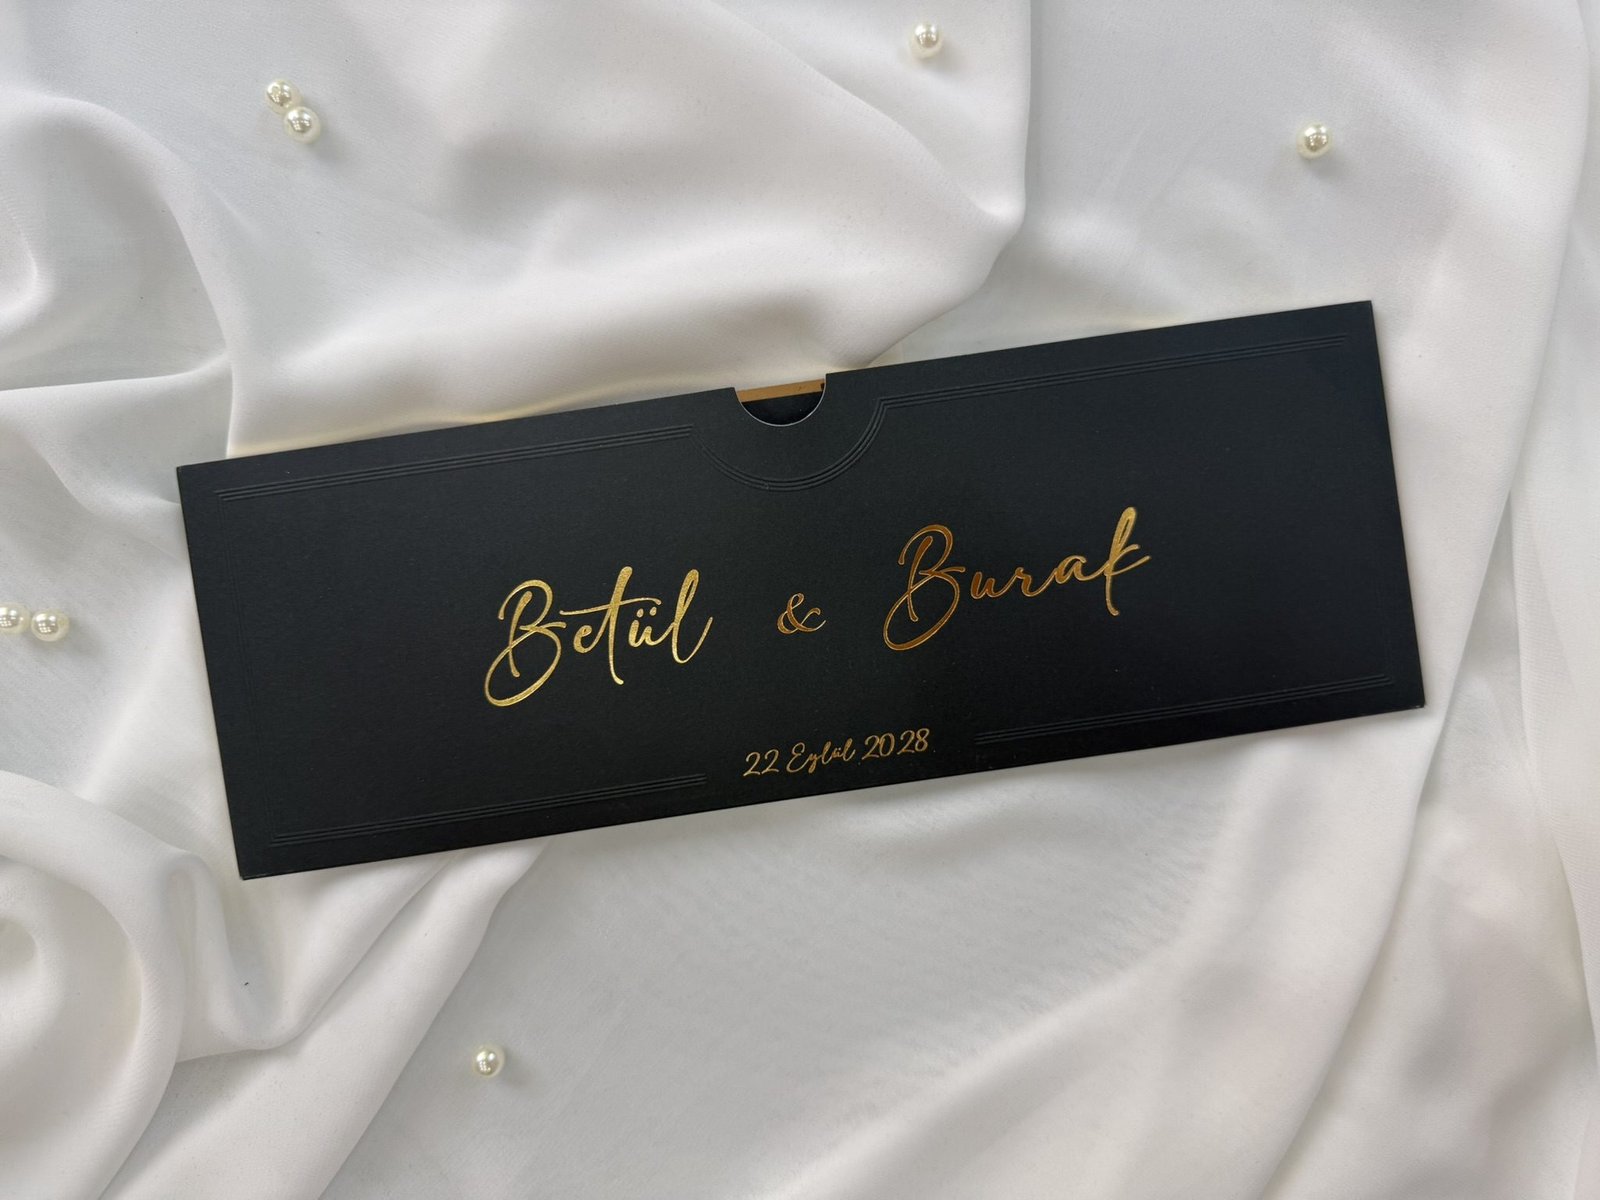 Betül & Burak
22 Eylül 2028